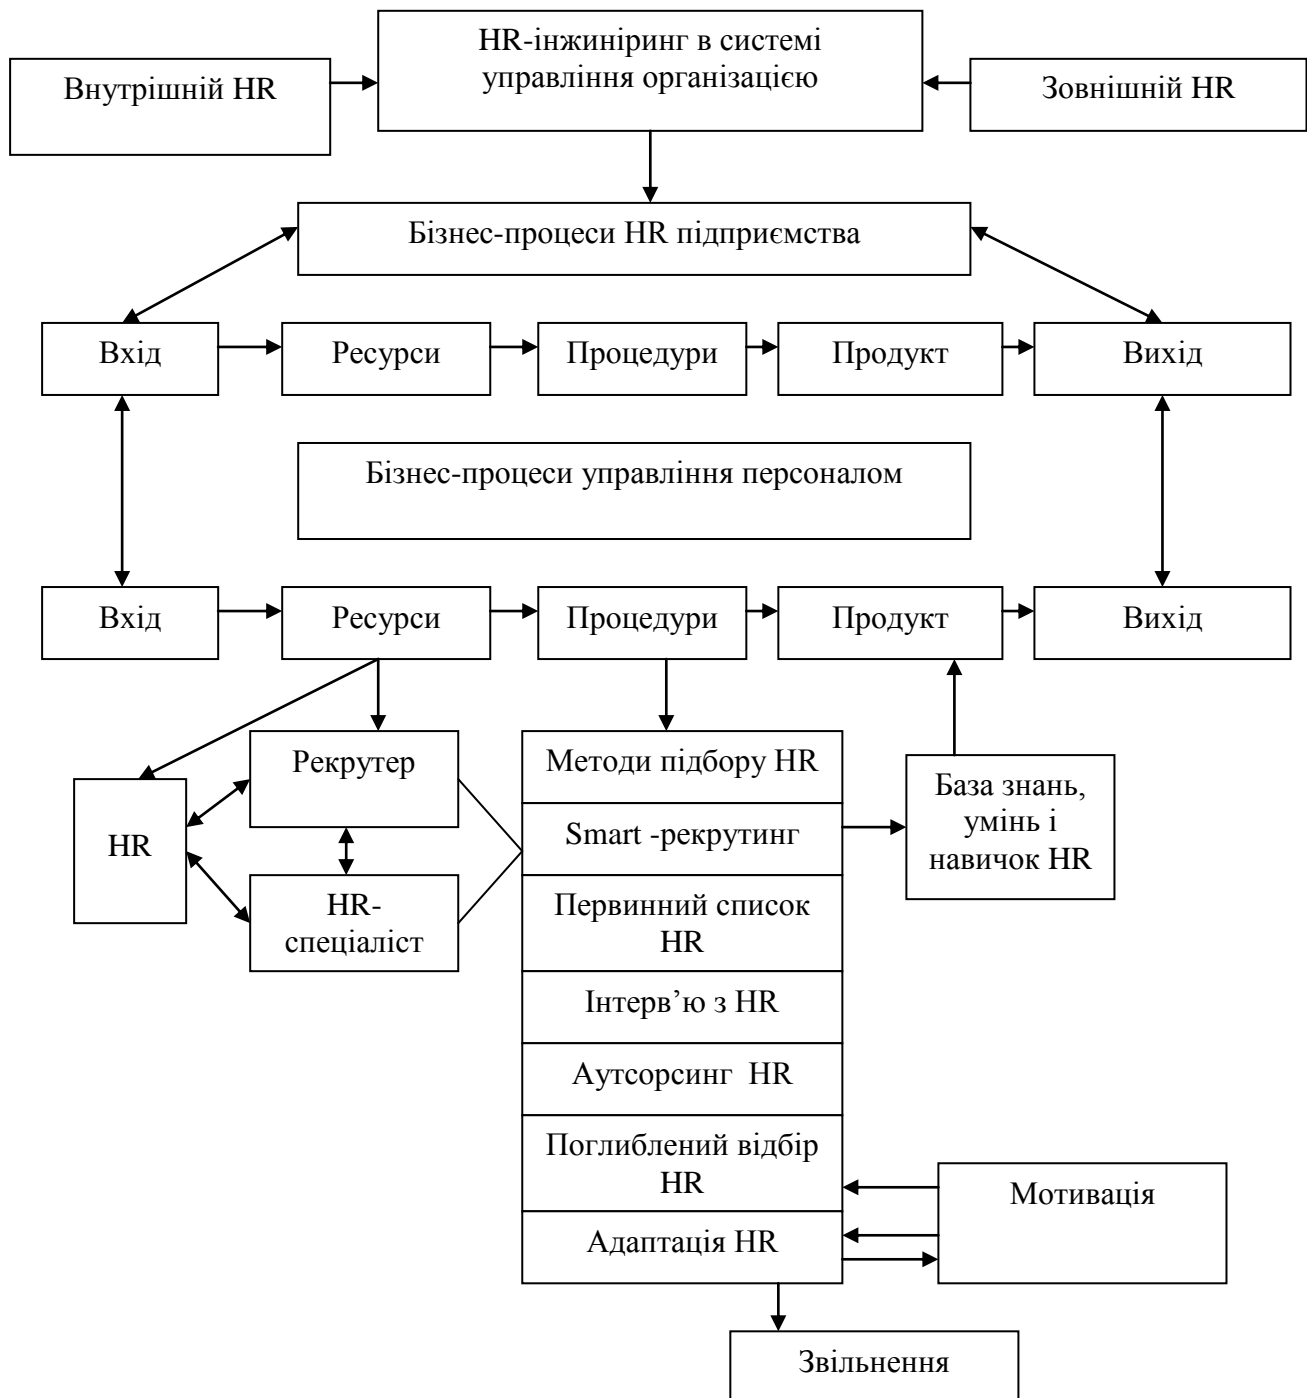 HR-інжиніринг в системі
управління організацією
Внутрішній HR
Зовнішній HR
Бізнес-процеси HR підприємства
Вхід
Ресурси
Процедури
Продукт
Вихід
Бізнес-процеси управління персоналом
Вхід
Ресурси
Процедури
Продукт
Вихід
HR
Рекрутер
HR-
спеціаліст
Методи підбору HR
Smart -рекрутинг
Первинний список
HR
Інтерв’ю з HR
Аутсорсинг HR
Поглиблений відбір
HR
Адаптація HR
База знань,
умінь і
навичок HR
Мотивація
Звільнення